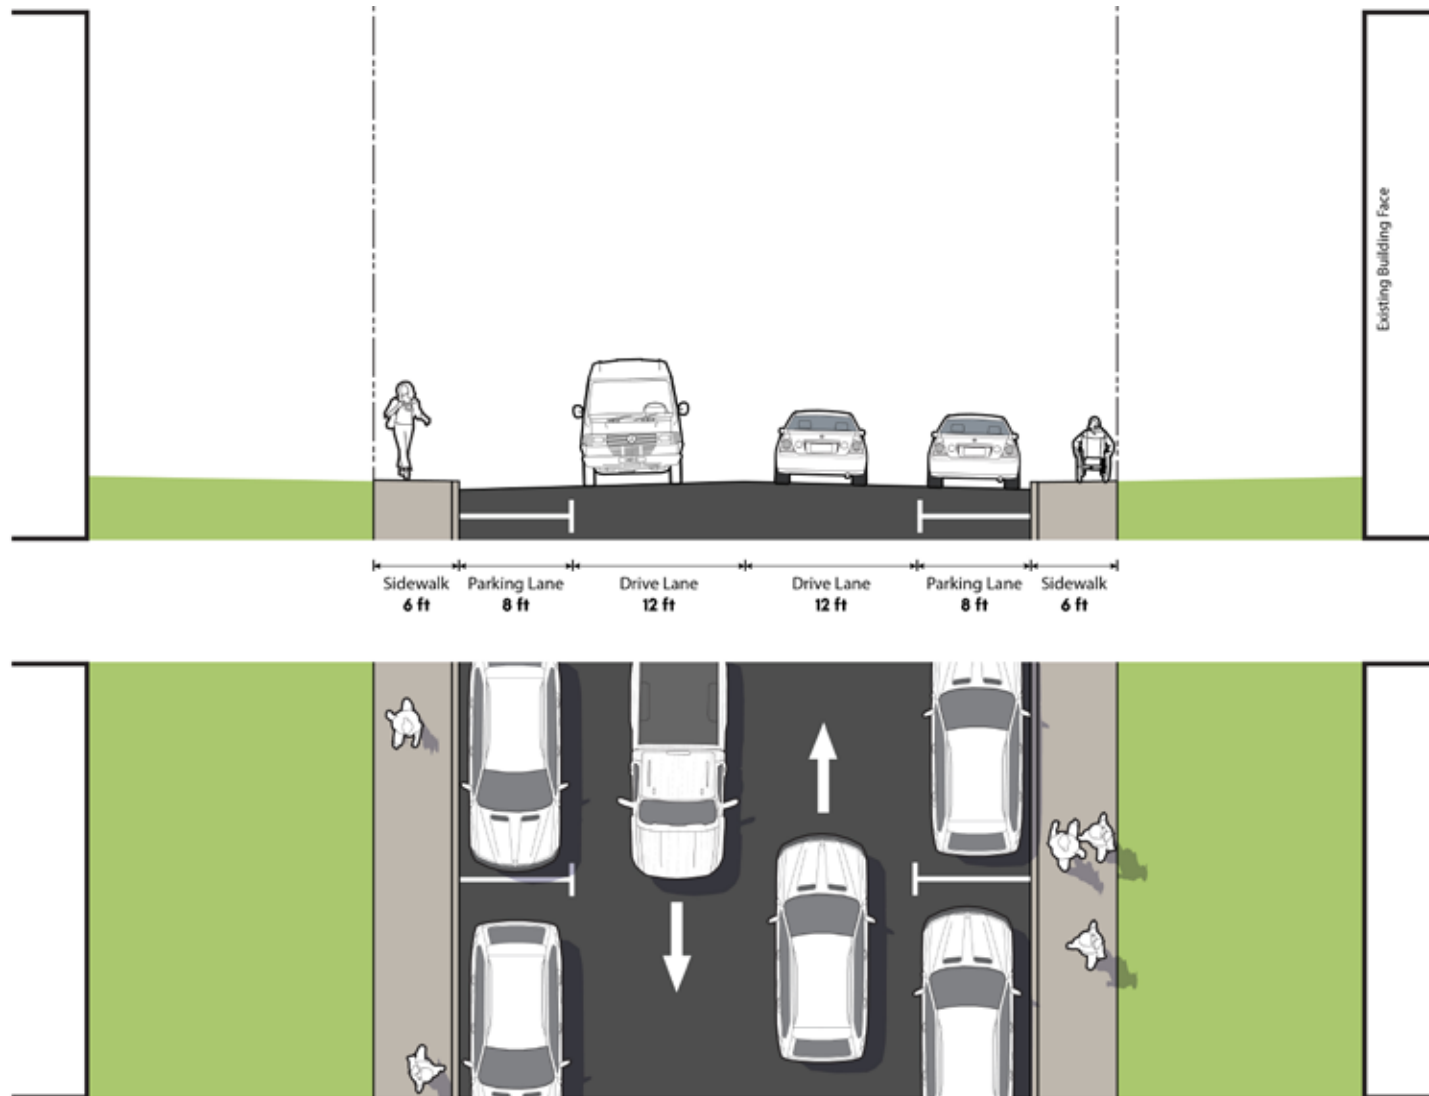 Existing Building Face
Sidewalk
6 ft
Parking Lane
8 ft
Drive Lane
12 ft
Drive Lane
12 ft
Parking Lane
8 ft
Sidewalk
6 ft